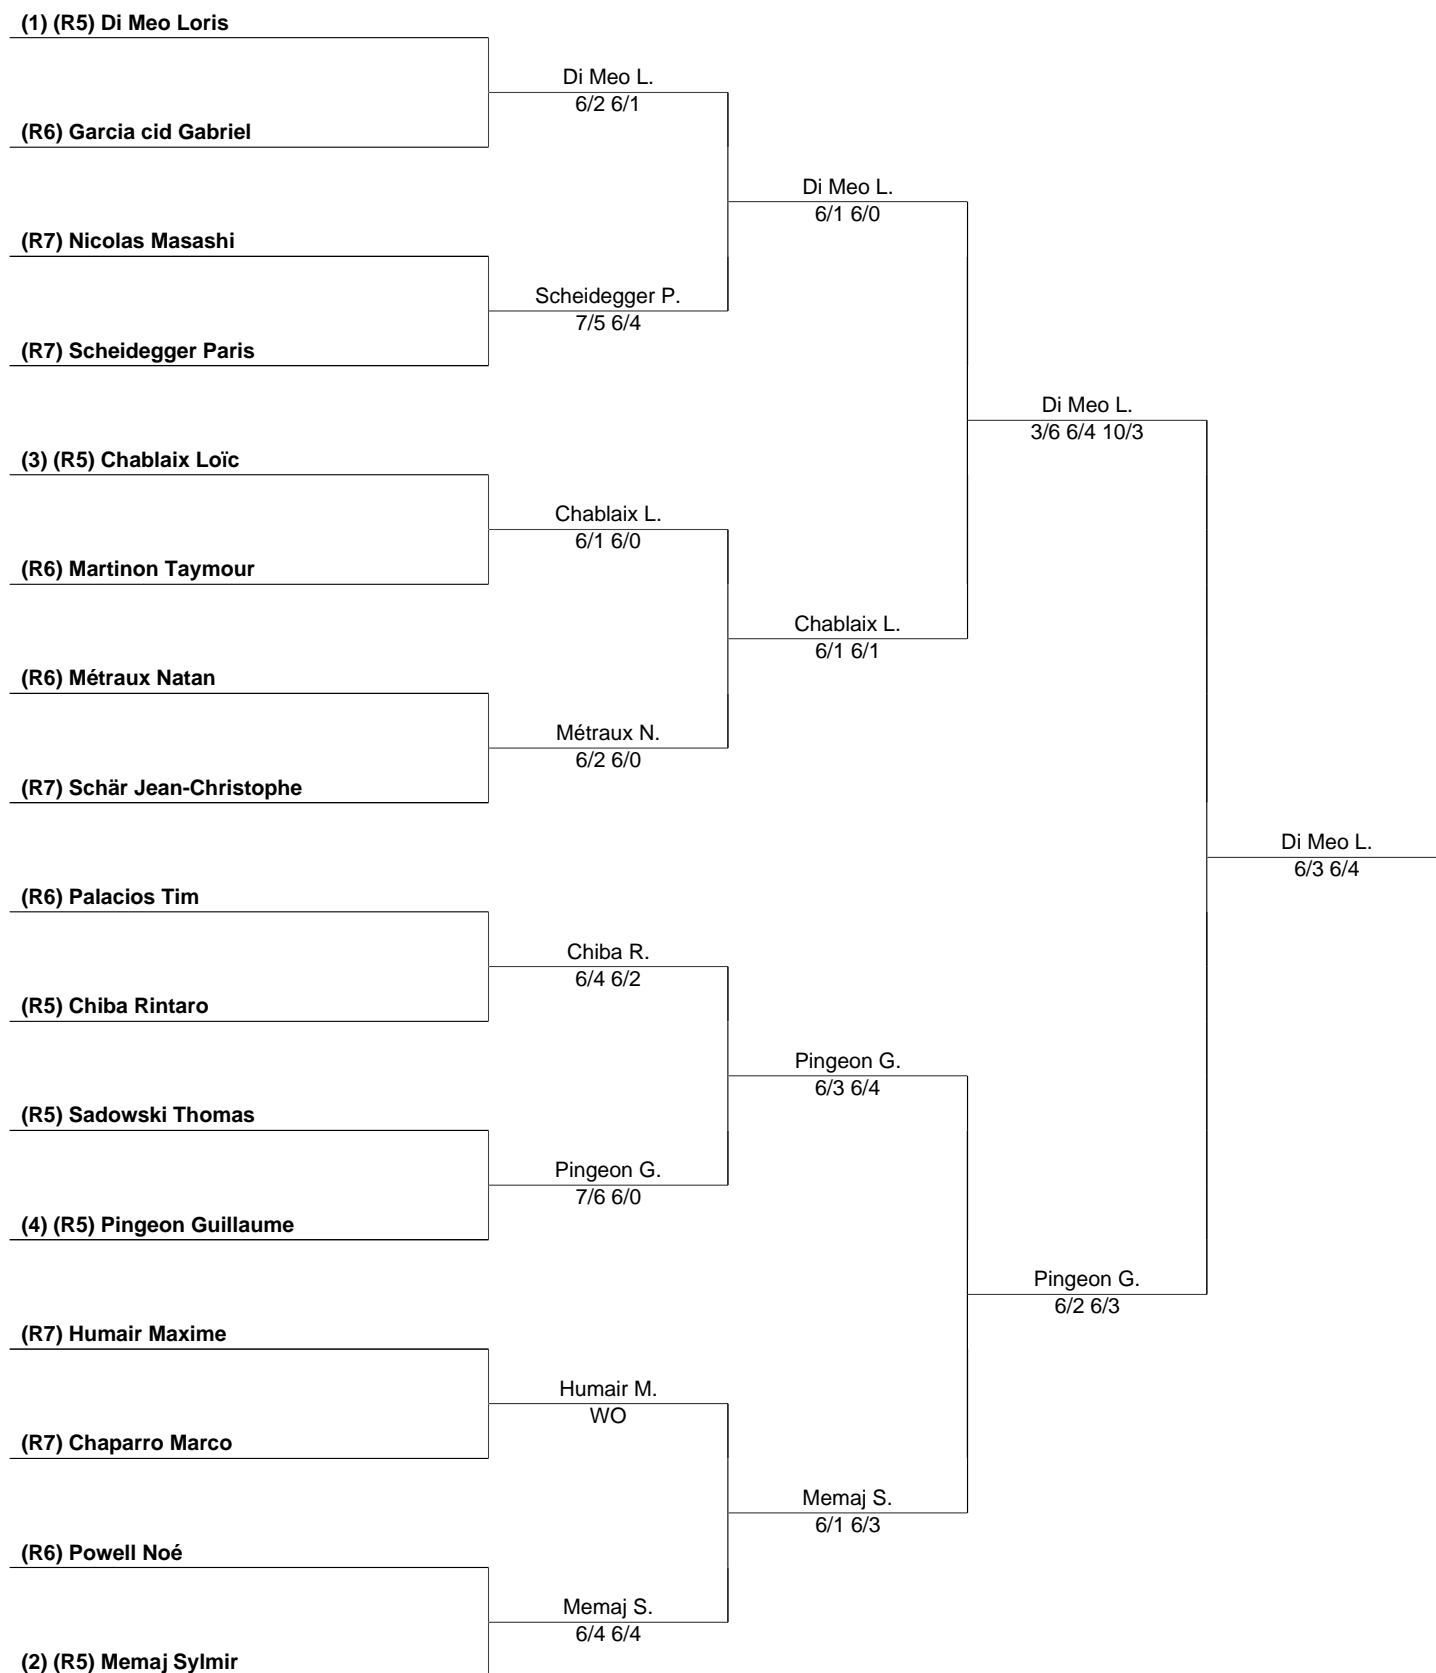 (1) (R5) Di Meo Loris
Di Meo L.
6/2 6/1
(R6) Garcia cid Gabriel
Di Meo L.
6/1 6/0
(R7) Nicolas Masashi
Scheidegger P.
7/5 6/4
(R7) Scheidegger Paris
Di Meo L.
3/6 6/4 10/3
(3) (R5) Chablaix Loïc
Chablaix L.
6/1 6/0
(R6) Martinon Taymour
Chablaix L.
6/1 6/1
(R6) Métraux Natan
Métraux N.
6/2 6/0
(R7) Schär Jean-Christophe
Di Meo L.
6/3 6/4
(R6) Palacios Tim
Chiba R.
6/4 6/2
(R5) Chiba Rintaro
Pingeon G.
6/3 6/4
(R5) Sadowski Thomas
Pingeon G.
7/6 6/0
(4) (R5) Pingeon Guillaume
Pingeon G.
6/2 6/3
(R7) Humair Maxime
Humair M.
WO
(R7) Chaparro Marco
Memaj S.
6/1 6/3
(R6) Powell Noé
Memaj S.
6/4 6/4
(2) (R5) Memaj Sylmir